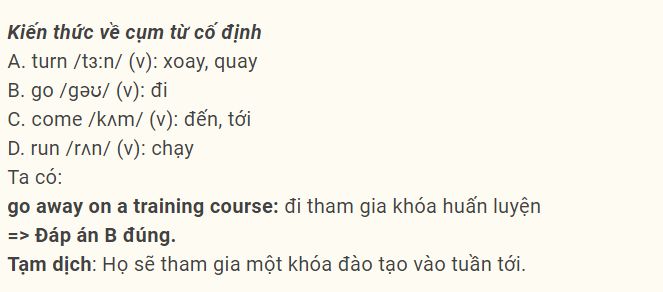 Kiến thức về cụm từ cố định
A. turn /tɜːn/ (v): xoay, quay
B. go /ɡəʊ/ (v): đi
C. come /kʌm/ (v): đến, tới
D. run /rʌn/ (v): chạy
Ta có:
go away on a training course: đi tham gia khóa huấn luyện
=> Đáp án B đúng.
Tạm dịch: Họ sẽ tham gia một khóa đào tạo vào tuần tới.